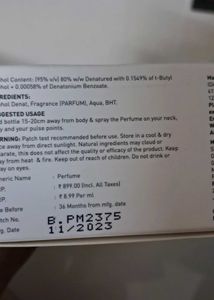 hol Content: (95% v/v) 80% w/w Denatured with 0.1549% of t-Butyl
hol + 0.00058% of Denatonium Benzoate.
REDIENTS:
hol Denat, Fragrance (PARFUM), Aqua, BHT.
GGESTED USAGE
d bottle 15-20cm away from body & spray the Perfume on your neck,
y and your pulse points.
RNING: Patch test recommended before use. Store in a cool & dry
ce away from direct sunlight. Natural ingredients may cloud or
arate, this does not affect the quality or efficacy of the product. Keep
y from heat & fire. Keep out of reach of children. Do not drink or
ay on eyes.
neric Name : Perfume
P. : ₹ 899.00 (Incl. All Taxes)
P. : ₹ 8.99 Per ml
e Before : 36 Months from mfg. date
tch No. : B.PM2375
g. Date 11/2023